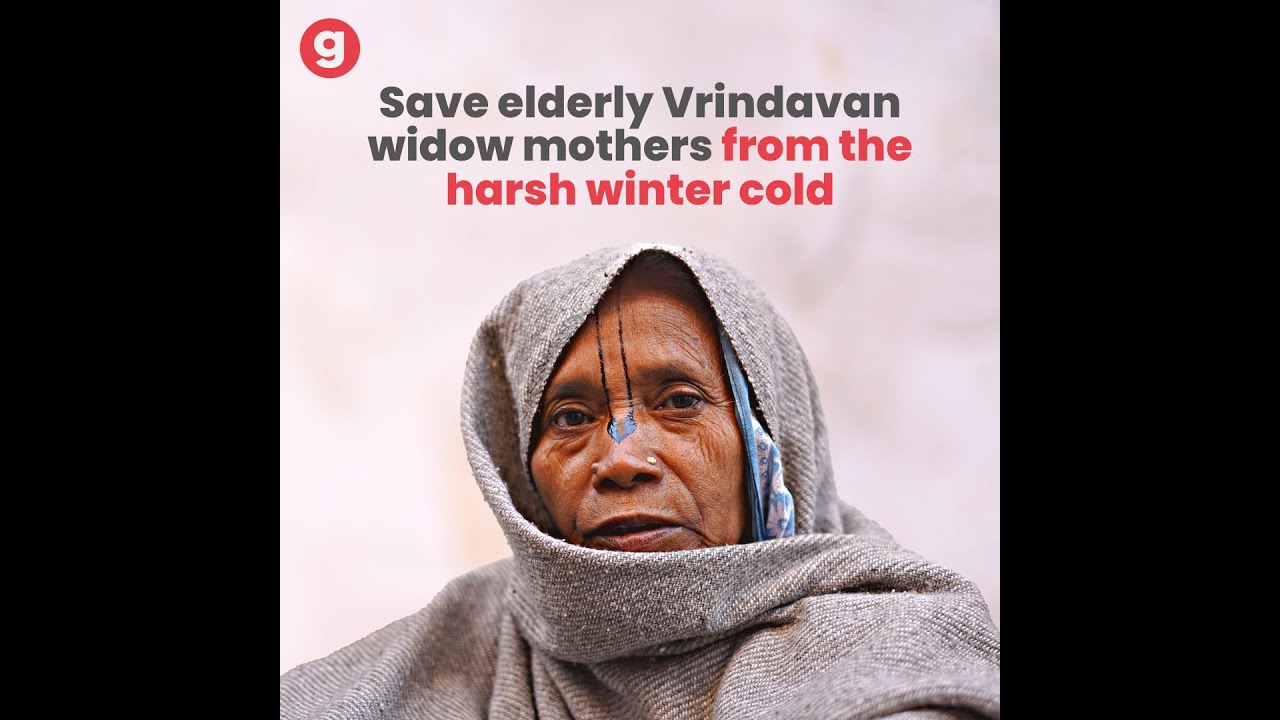 g
Save elderly Vrindavan
widow mothers from the
harsh winter cold